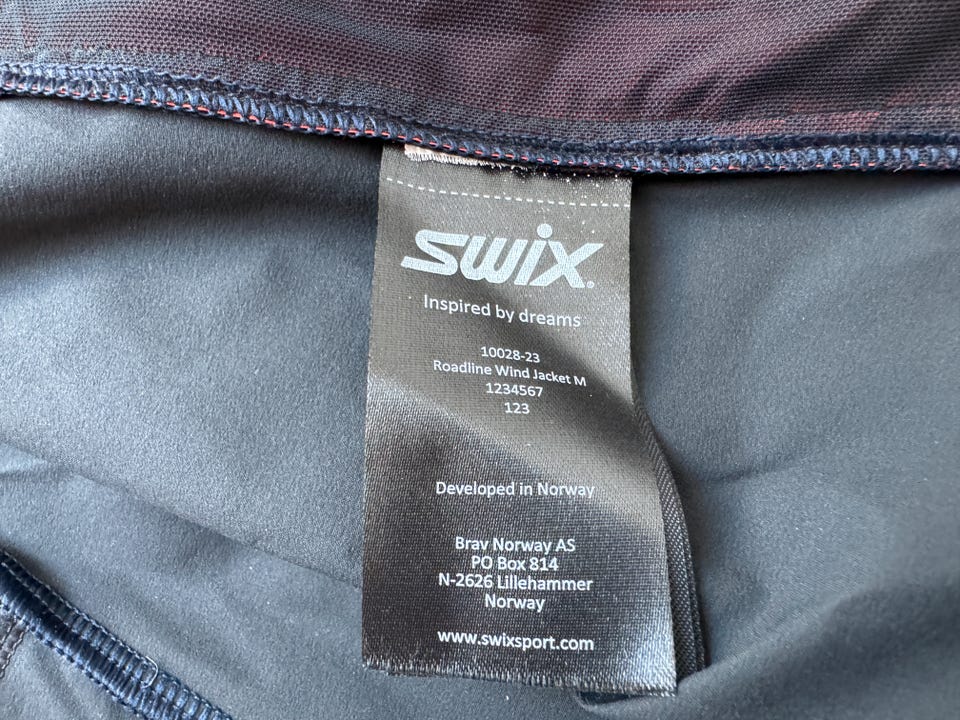 swix.
Inspired by dreams
10028-23
Roadline Wind Jacket M
1234567
123
Developed in Norway
Brav Norway AS
PO Box 814
N-2626 Lillehammer
Norway
www.swixsport.com